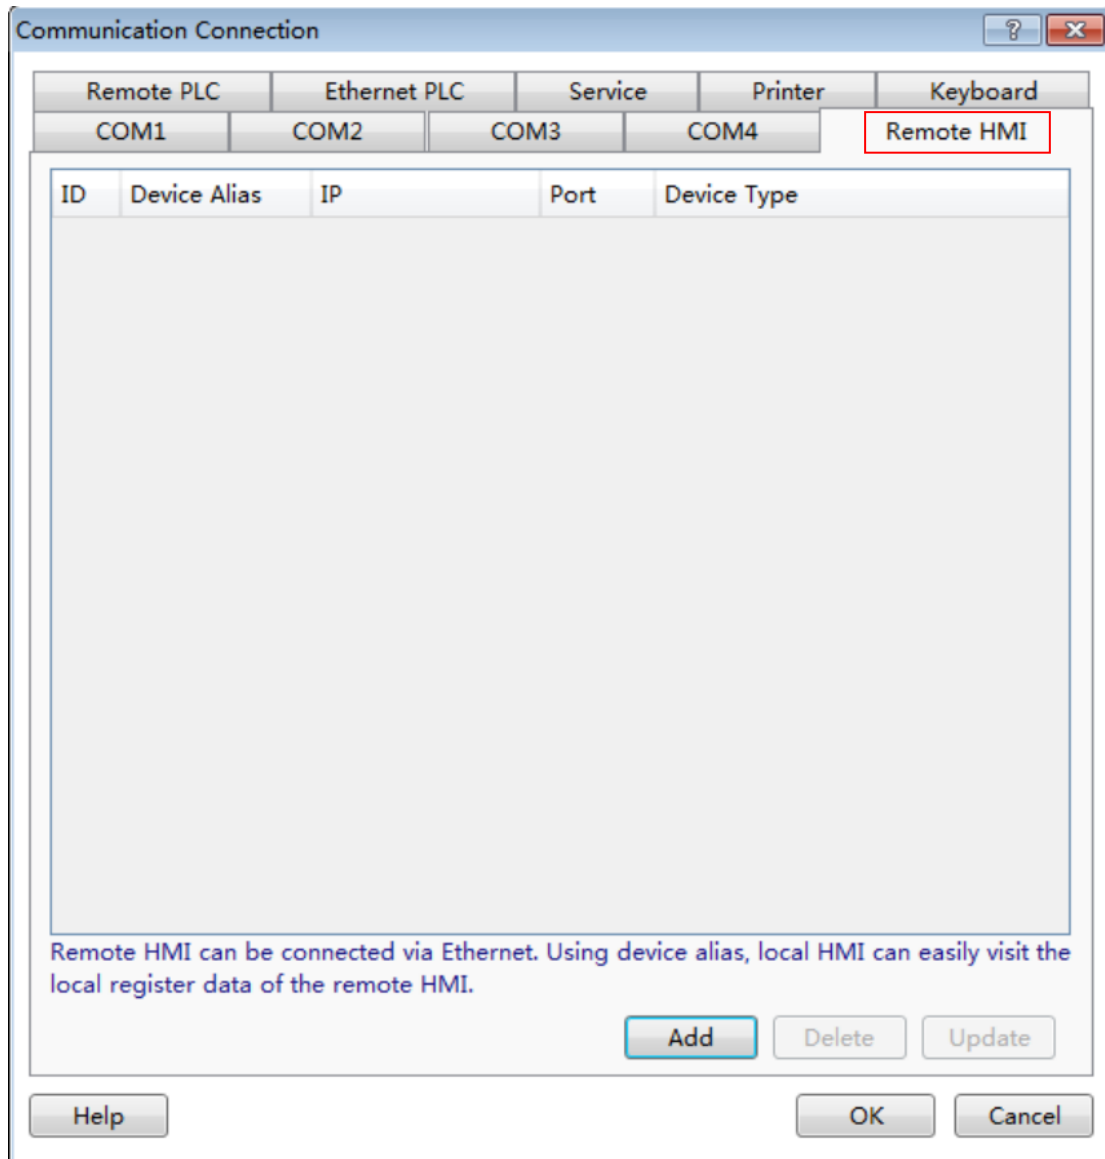 Communication Connection
Remote PLC Ethernet PLC Service Printer Keyboard
COM1 COM2 COM3 COM4 Remote HMI
ID Device Alias IP Port Device Type
Remote HMI can be connected via Ethernet. Using device alias, local HMI can easily visit the
local register data of the remote HMI.
Add Delete Update
Help OK Cancel